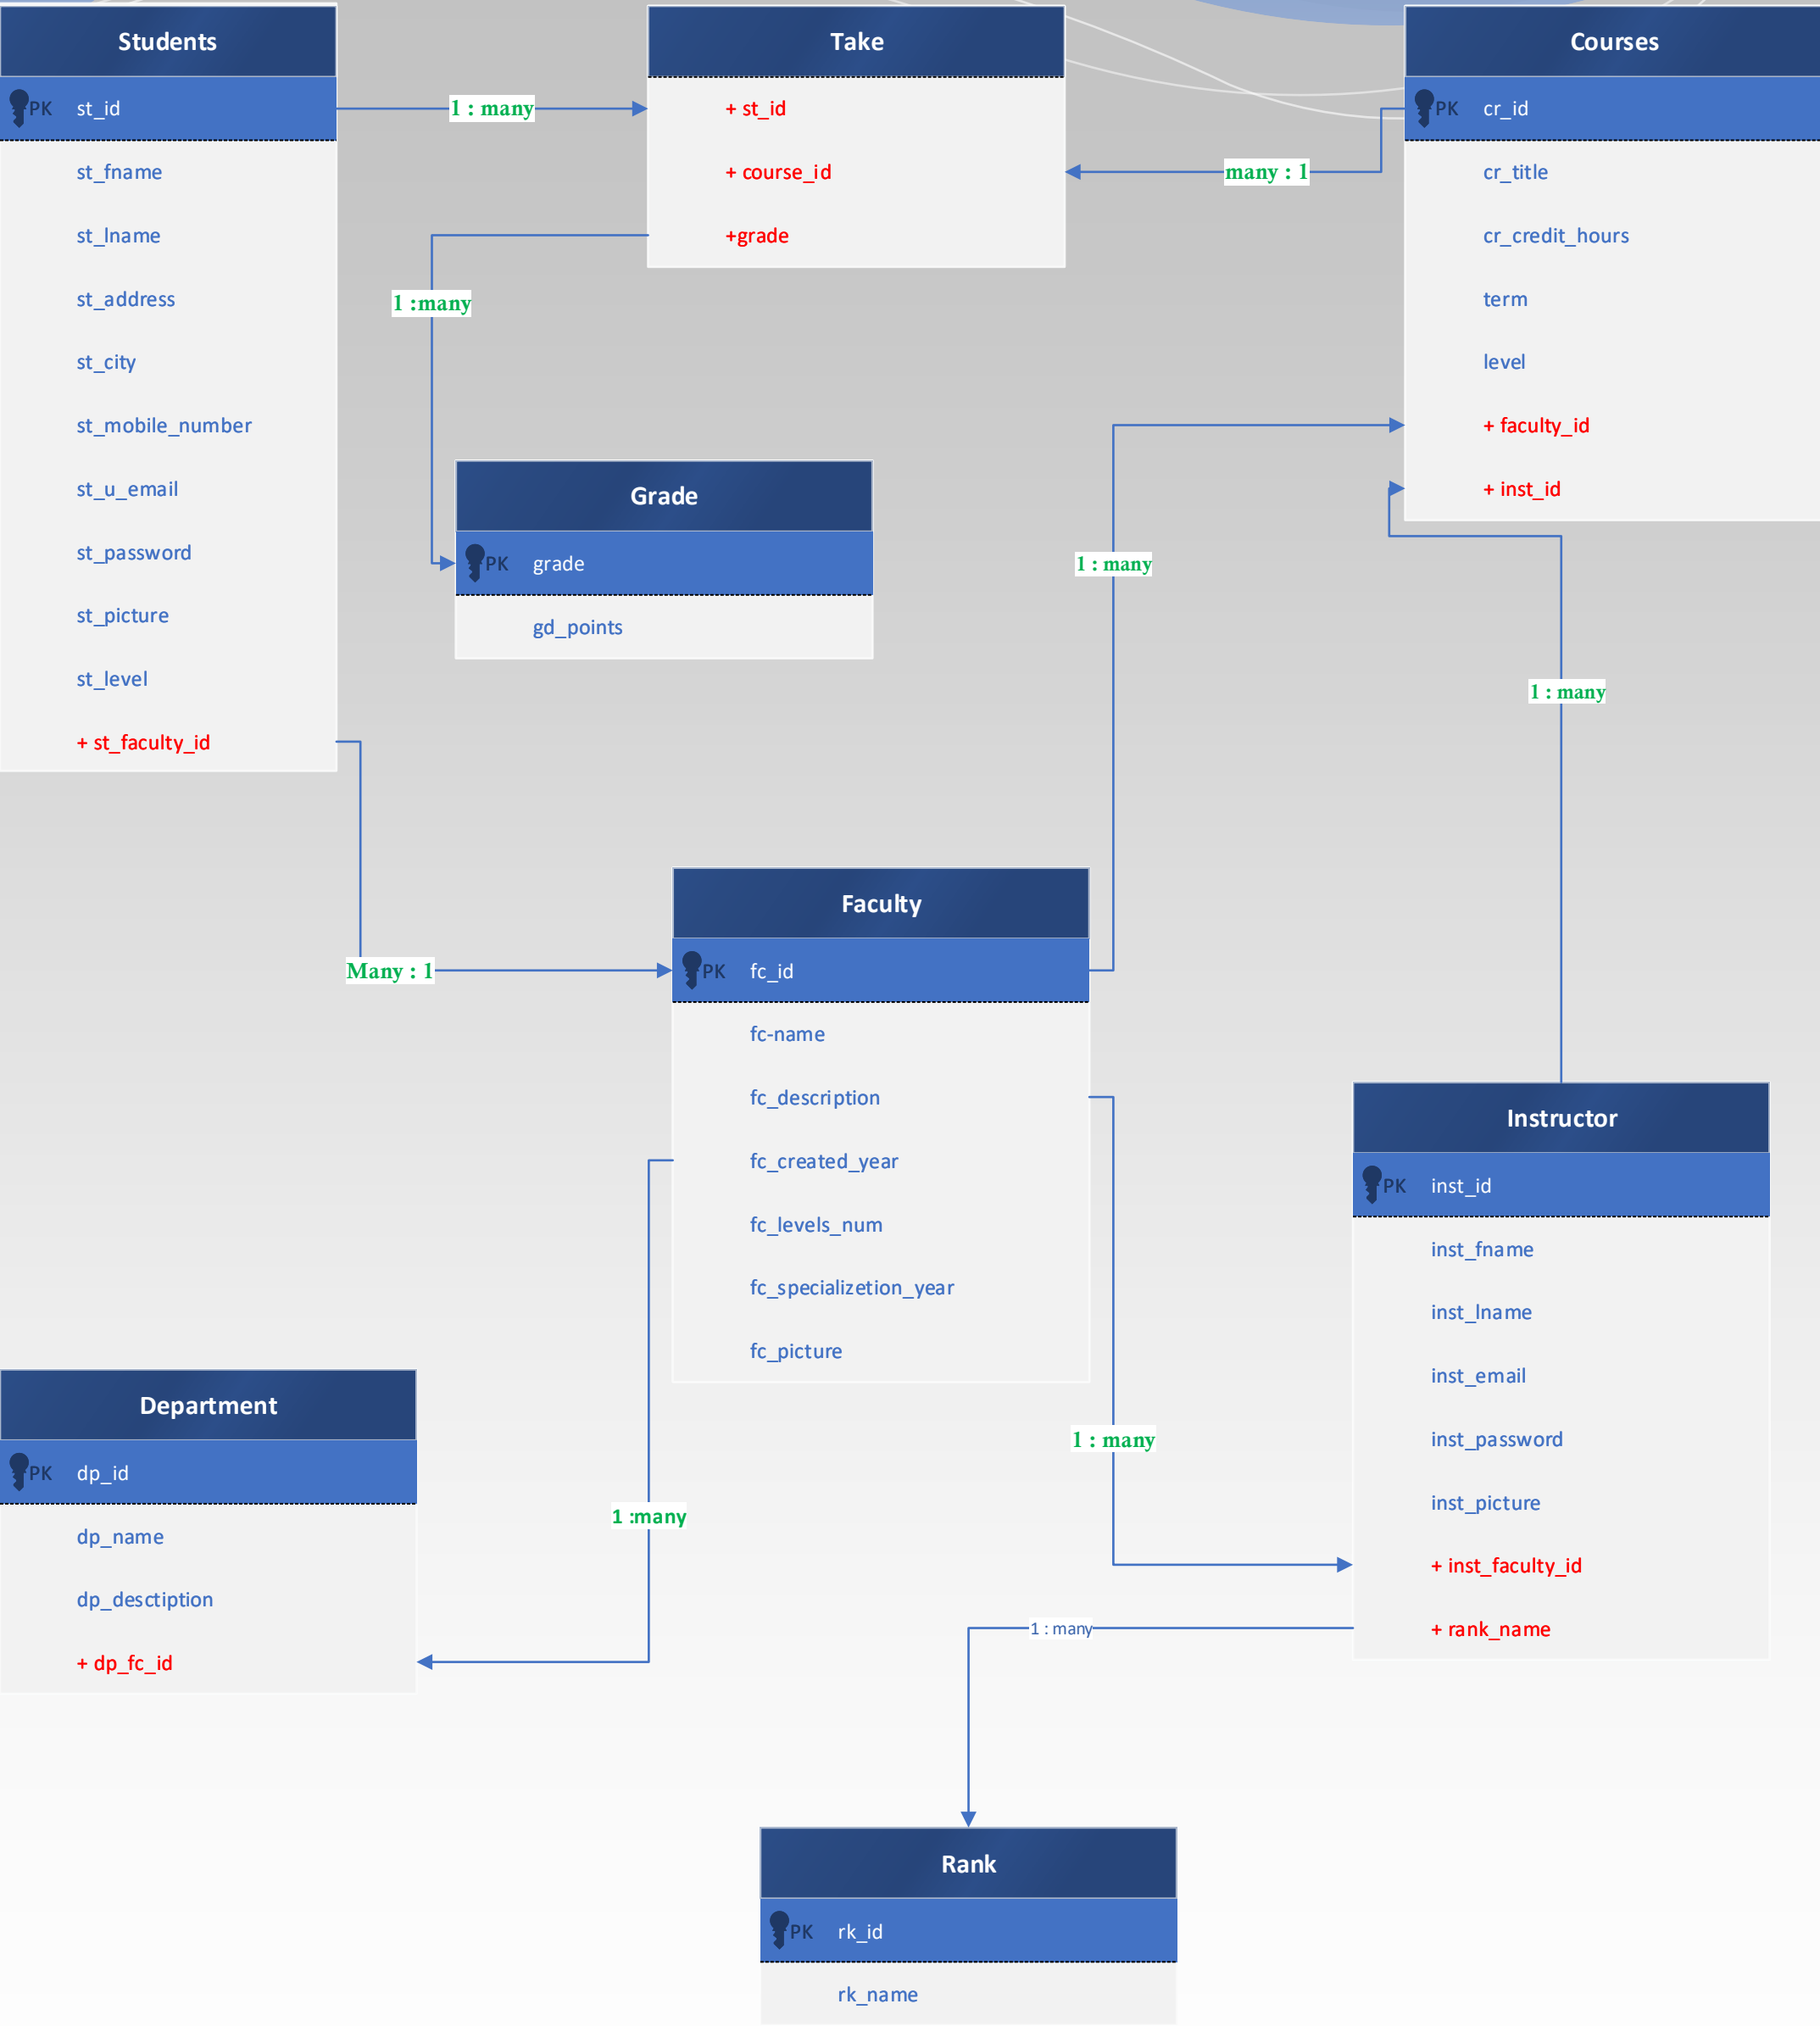 Students
PK st_id
st_fname
st_lname
st_address
st_city
st_mobile_number
st_u_email
st_password
st_picture
st_level
+ st_faculty_id
1 : many
Take
+ st_id
+ course_id
+grade
many : 1
Courses
PK cr_id
cr_title
cr_credit_hours
term
level
+ faculty_id
+ inst_id
1 :many
Grade
PK grade
gd_points
1 : many
1 : many
Many : 1
Faculty
PK fc_id
fc-name
fc_description
fc_created_year
fc_levels_num
fc_specializetion_year
fc_picture
Instructor
PK inst_id
inst_fname
inst_lname
inst_email
inst_password
inst_picture
+ inst_faculty_id
+ rank_name
1 : many
Department
PK dp_id
dp_name
dp_desctiption
+ dp_fc_id
1 :many
1 : many
Rank
PK rk_id
rk_name